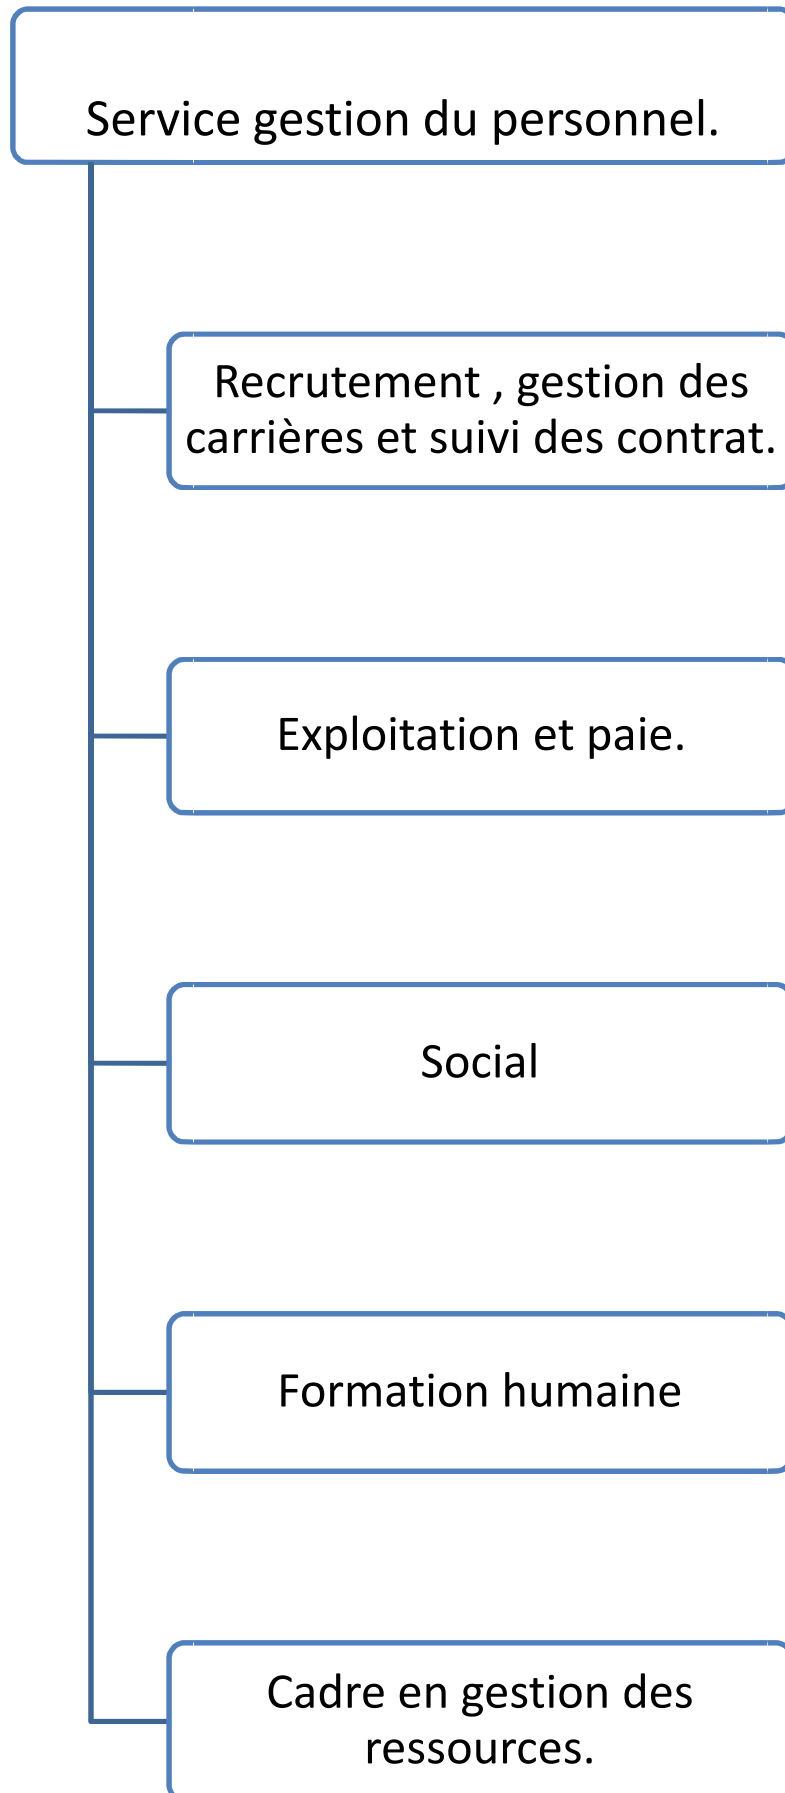 Service gestion du personnel.
Recrutement , gestion des
carrières et suivi des contrat.
Exploitation et paie.
Social
Formation humaine
Cadre en gestion des
ressources.